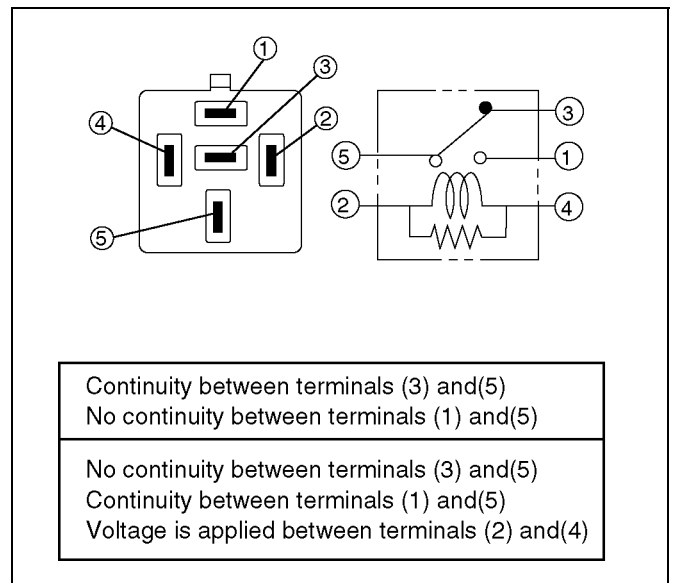 ①
③
④
②
⑤
③
⑤
①
②
④
Continuity between terminals (3) and(5)
No continuity between terminals (1) and(5)
No continuity between terminals (3) and(5)
Continuity between terminals (1) and(5)
Voltage is applied between terminals (2) and(4)